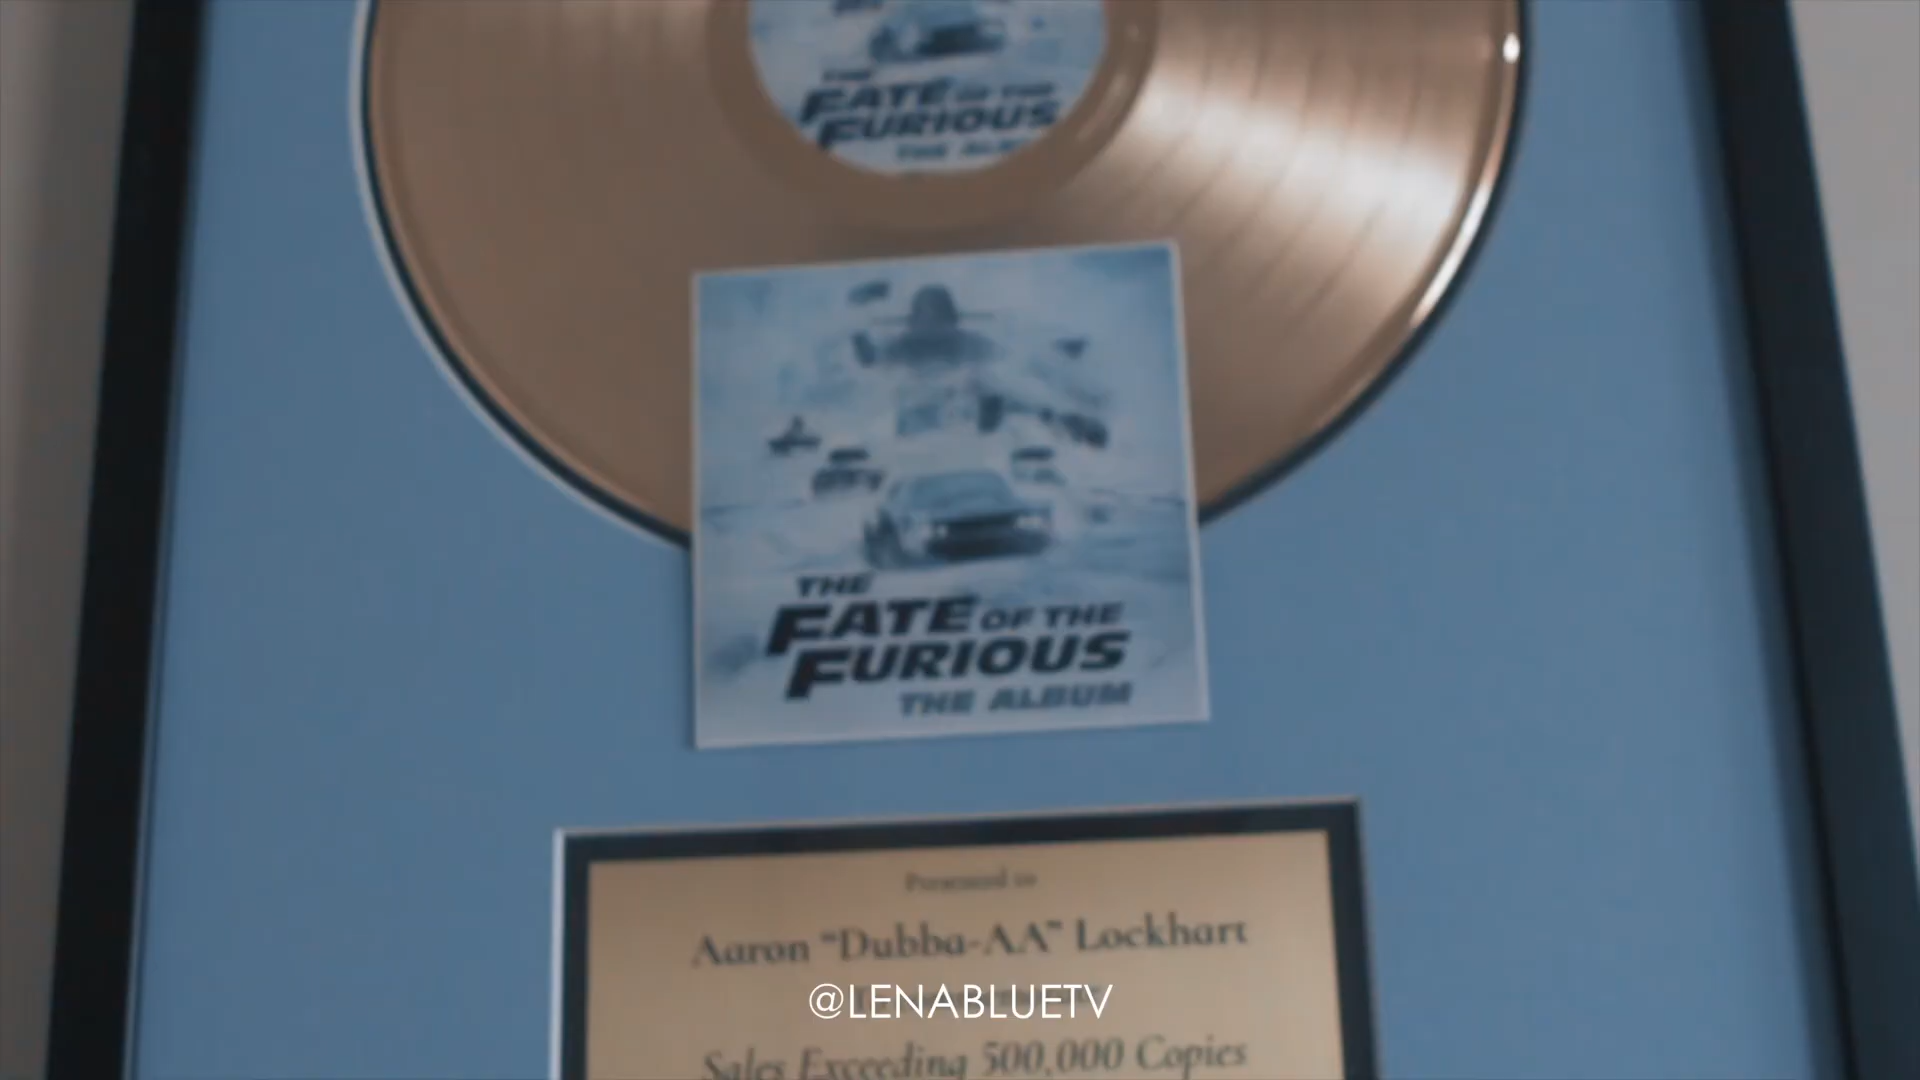 THE
FATE OF THE
FURIOUS
THE ALBUM
THE
FATE OF THE
FURIOUS
THE ALBUM
Presented to
Aaron “Dubba-AA” Lockhart
@LENABLUETV
Sales Exceeding 500,000 Copies